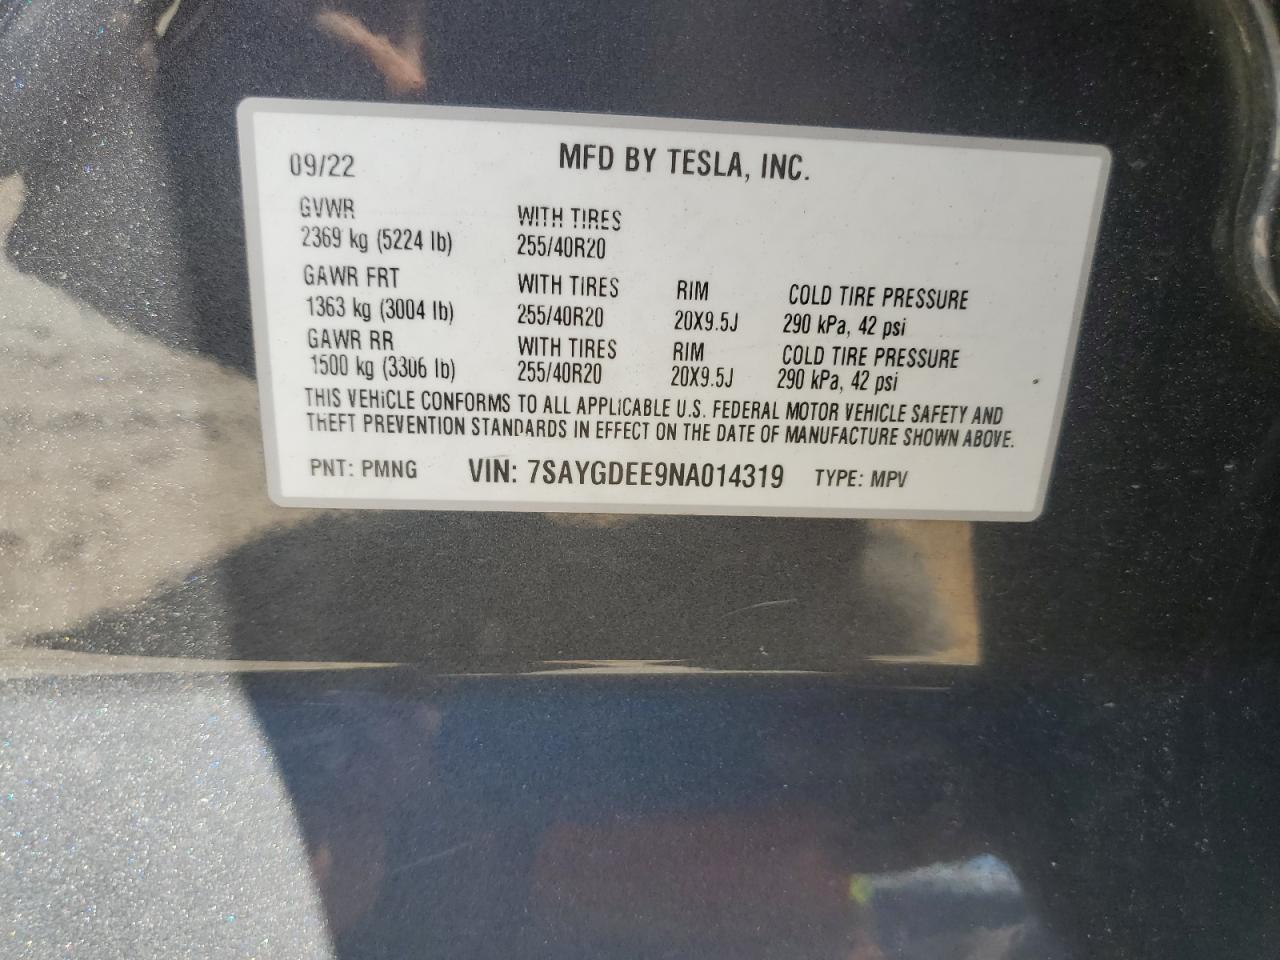 09/22 MFD BY TESLA, INC.
GVWR WITH TIRES
2369 kg (5224 lb) 255/40R20
GAWR FRT WITH TIRES RIM COLD TIRE PRESSURE
1363 kg (3004 lb) 255/40R20 20X9.5J 290 kPa, 42 psi
GAWR RR WITH TIRES RIM COLD TIRE PRESSURE
1500 kg (3306 lb) 255/40R20 20X9.5J 290 kPa, 42 psi
THIS VEHICLE CONFORMS TO ALL APPLICABLE U.S. FEDERAL MOTOR VEHICLE SAFETY AND
THEFT PREVENTION STANDARDS IN EFFECT ON THE DATE OF MANUFACTURE SHOWN ABOVE.
PNT: PMNG VIN: 7SAYGDEE9NA014319 TYPE: MPV